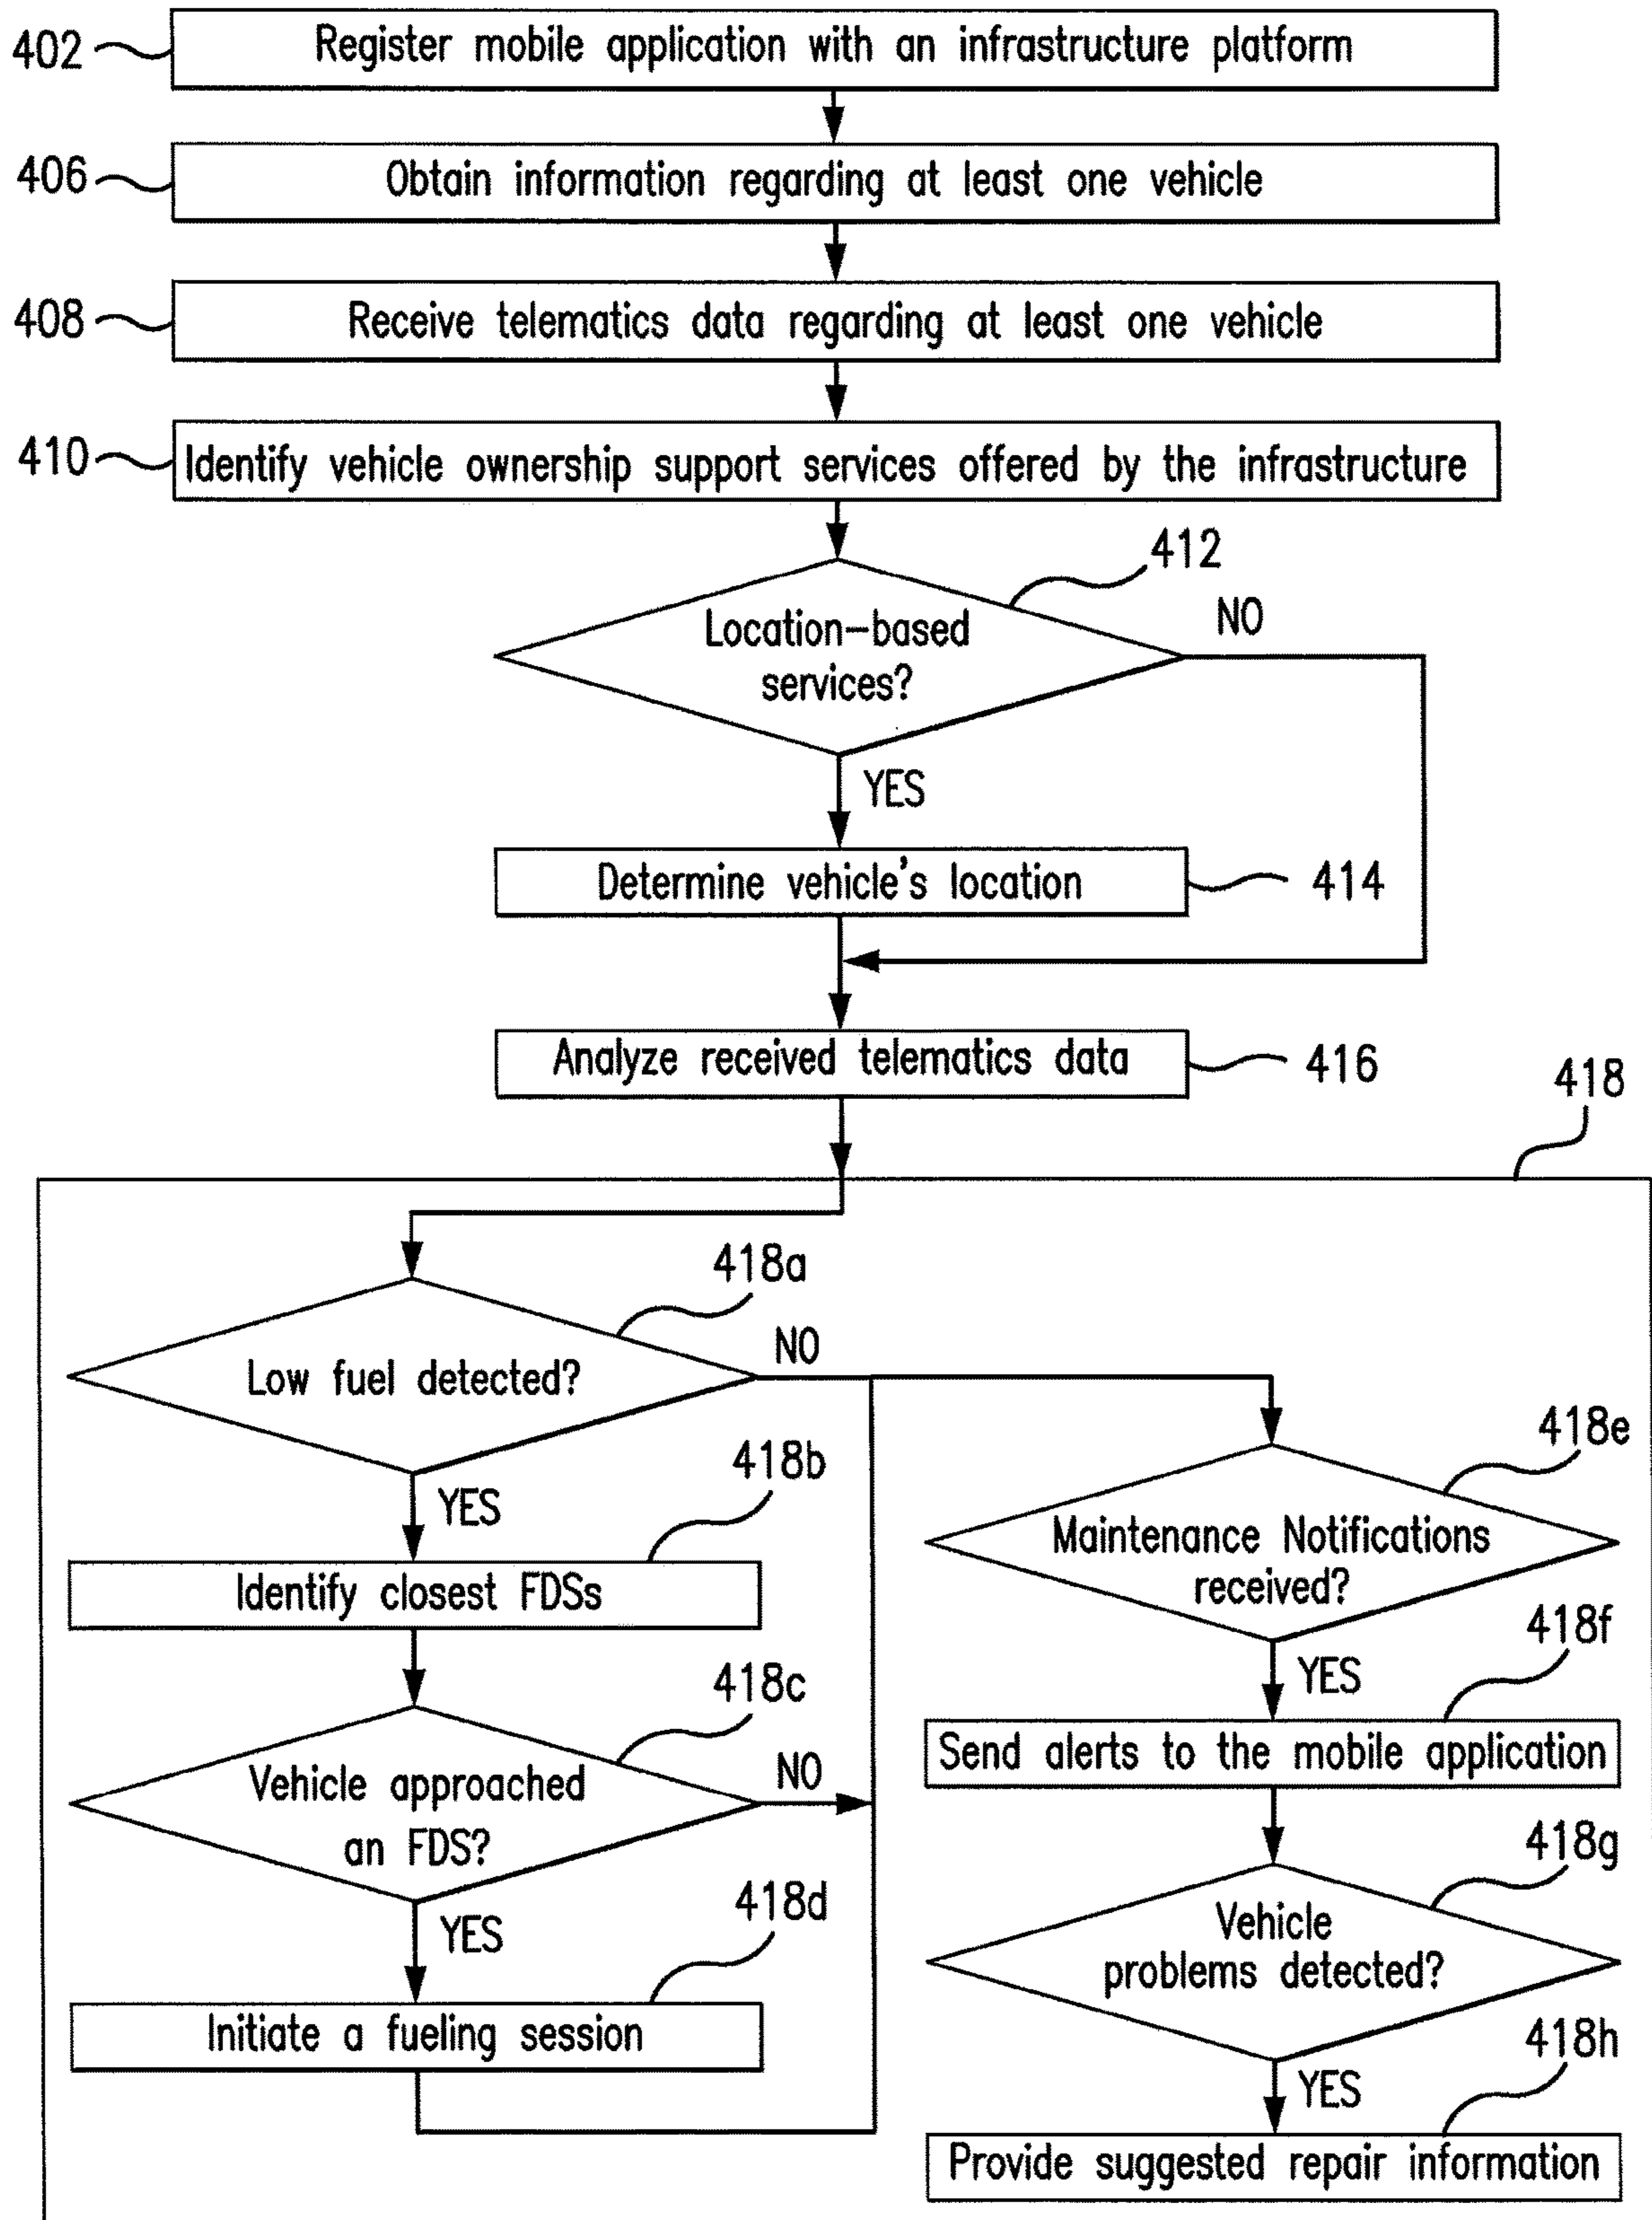 402
Register mobile application with an infrastructure platform
406
Obtain information regarding at least one vehicle
408
Receive telematics data regarding at least one vehicle
410
Identify vehicle ownership support services offered by the infrastructure
412
Location-based
services?
NO
YES
Determine vehicle's location
414
Analyze received telematics data
416
418
418a
Low fuel detected?
NO
YES
418b
Identify closest FDSs
418c
Vehicle approached
an FDS?
NO
YES
418d
Initiate a fueling session
418e
Maintenance Notifications
received?
YES
418f
Send alerts to the mobile application
418g
Vehicle
problems detected?
YES
418h
Provide suggested repair information